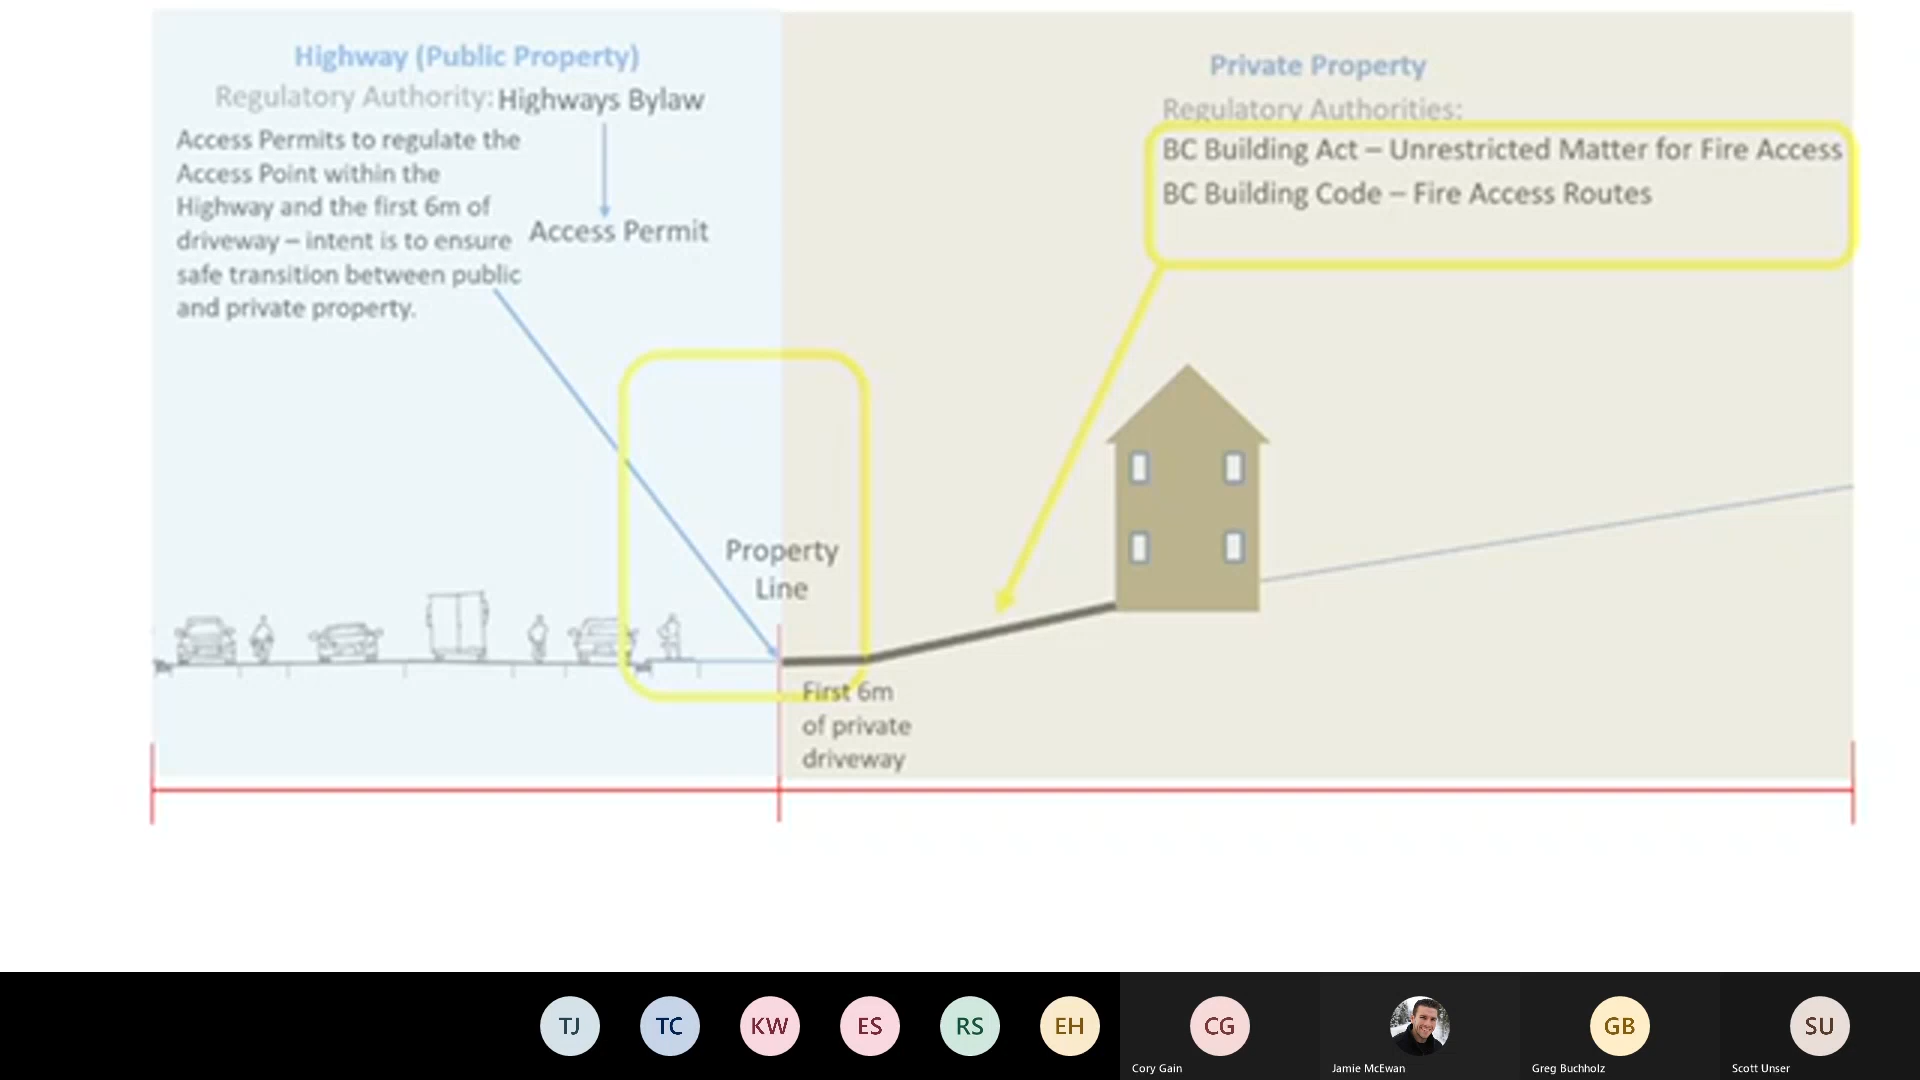 Highway (Public Property)
Regulatory Authority: Highways Bylaw
Access Permits to regulate the
Access Point within the
Highway and the first 6m of
driveway – intent is to ensure
safe transition between public
and private property.
Access Permit
Private Property
Regulatory Authorities:
BC Building Act – Unrestricted Matter for Fire Access
BC Building Code – Fire Access Routes
Property
Line
First 6m
of private
driveway
TJ
TC
KW
ES
RS
EH
CG
GB
SU
Cory Gain
Jamie McEwan
Greg Buchholz
Scott Unser